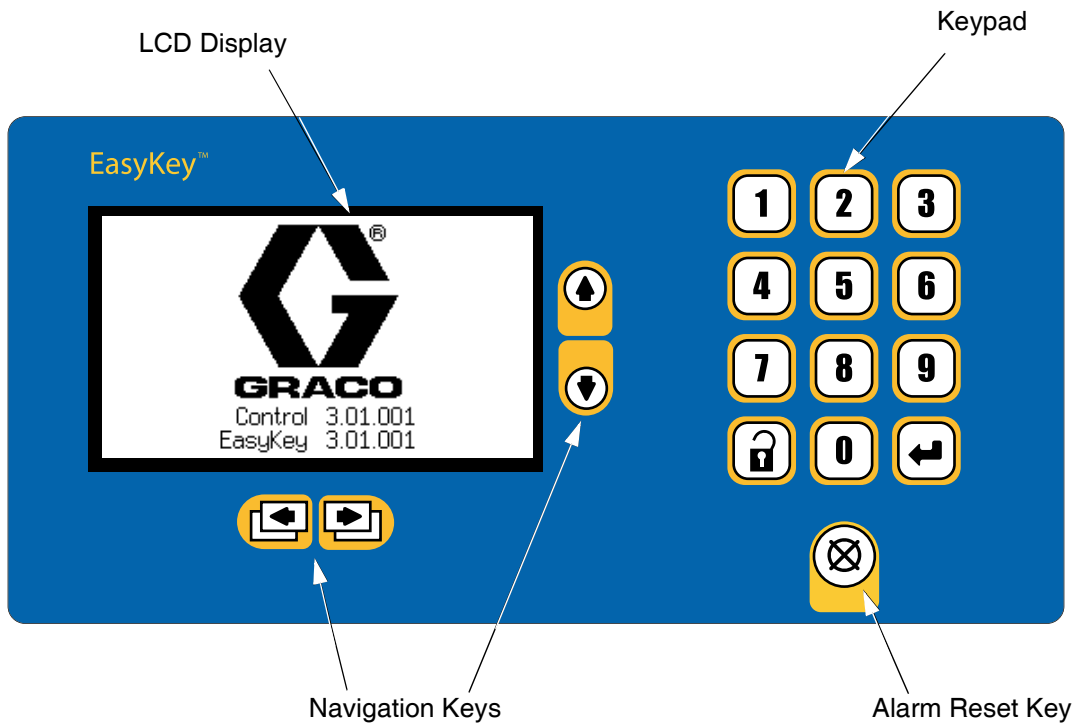 LCD Display
Keypad
EasyKey™
®
GRACO
Control 3.01.001
EasyKey 3.01.001
1 2 3
4 5 6
7 8 9
0
Navigation Keys
Alarm Reset Key